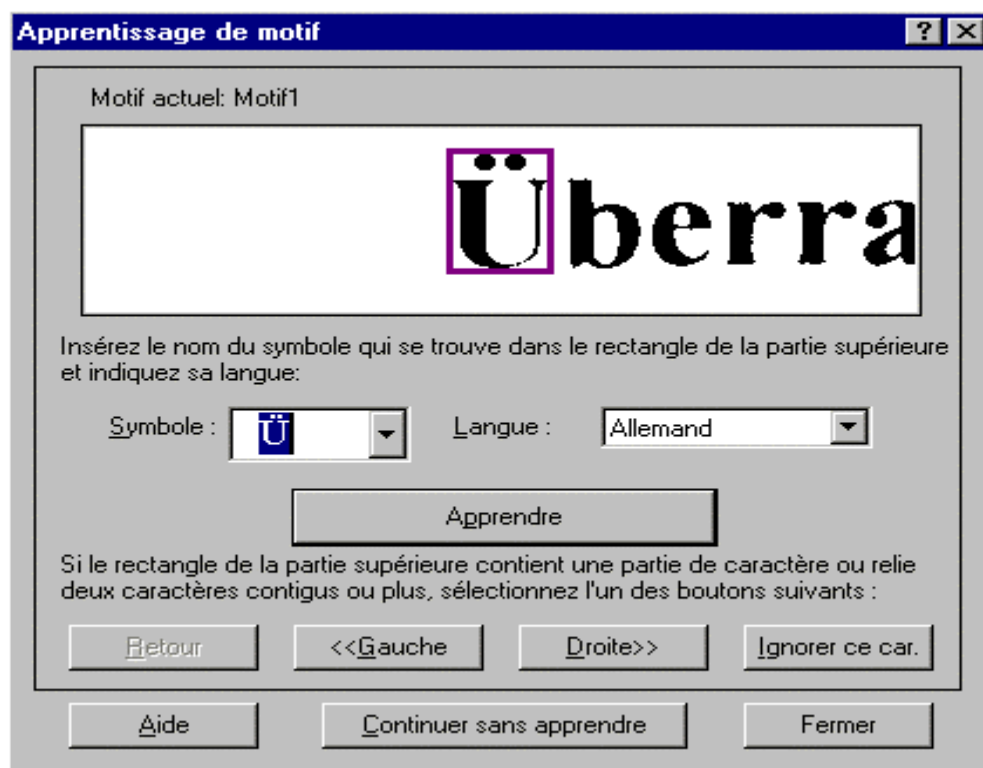 Apprentissage de motif
Motif actuel: Motif1
Überra
Insérez le nom du symbole qui se trouve dans le rectangle de la partie supérieure
et indiquez sa langue:
Symbole : Ü Langue : Allemand
Apprendre
Si le rectangle de la partie supérieure contient une partie de caractère ou relie
deux caractères contigus ou plus, sélectionnez l'un des boutons suivants :
Retour <<Gauche Droite>> Ignorer ce car.
Aide Continuer sans apprendre Fermer